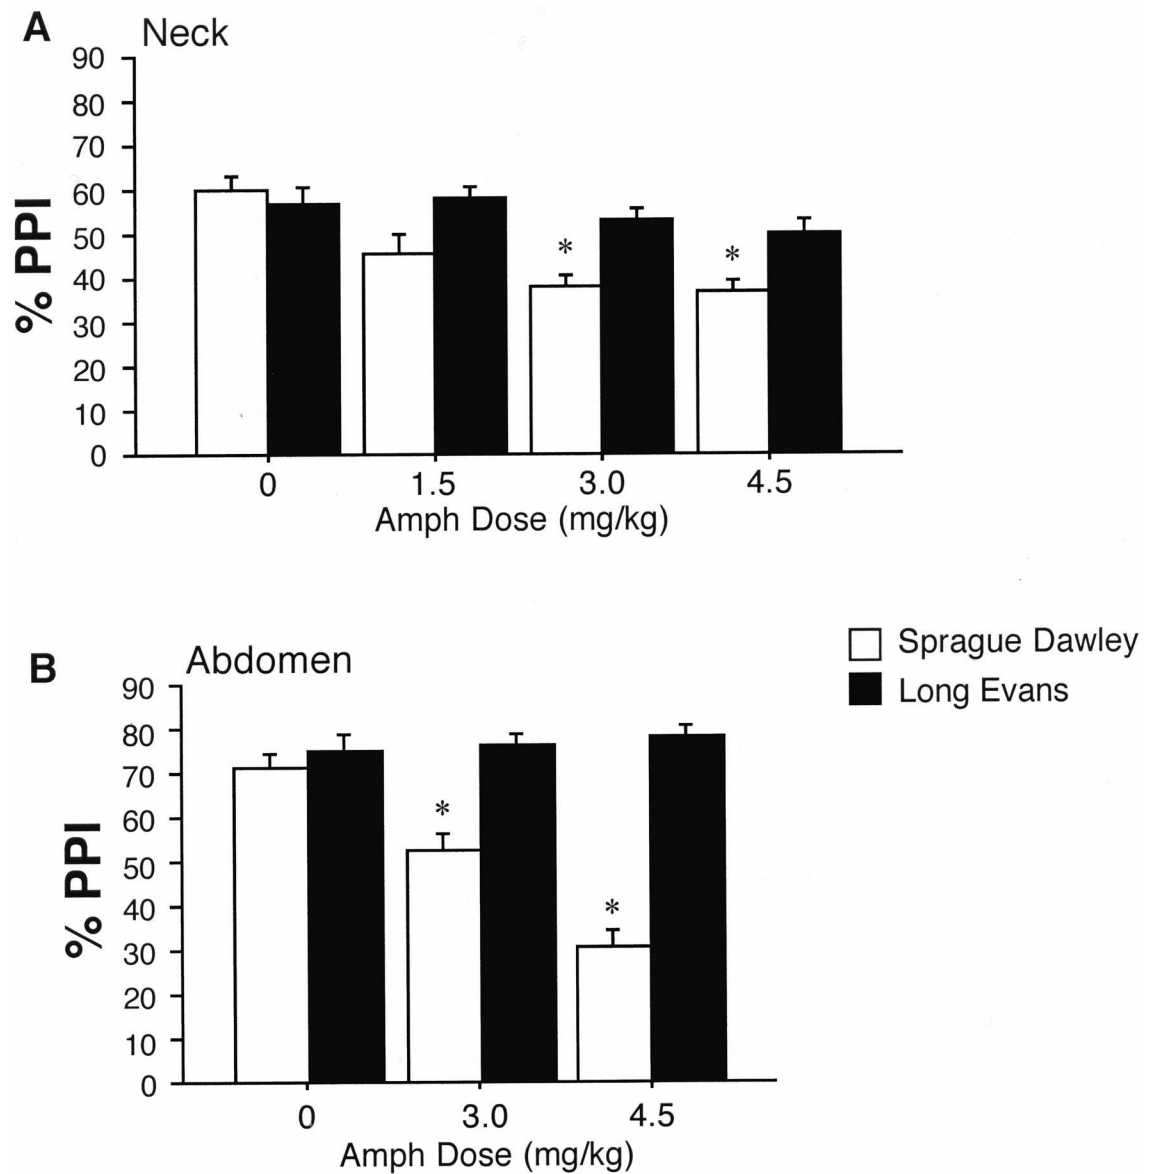 A
Neck
90
80
70
60
50
40
30
20
10
0
% PPI
*
*
0 1.5 3.0 4.5
Amph Dose (mg/kg)
Sprague Dawley
Long Evans
B
Abdomen
90
80
70
60
50
40
30
20
10
0
% PPI
*
*
0 3.0 4.5
Amph Dose (mg/kg)